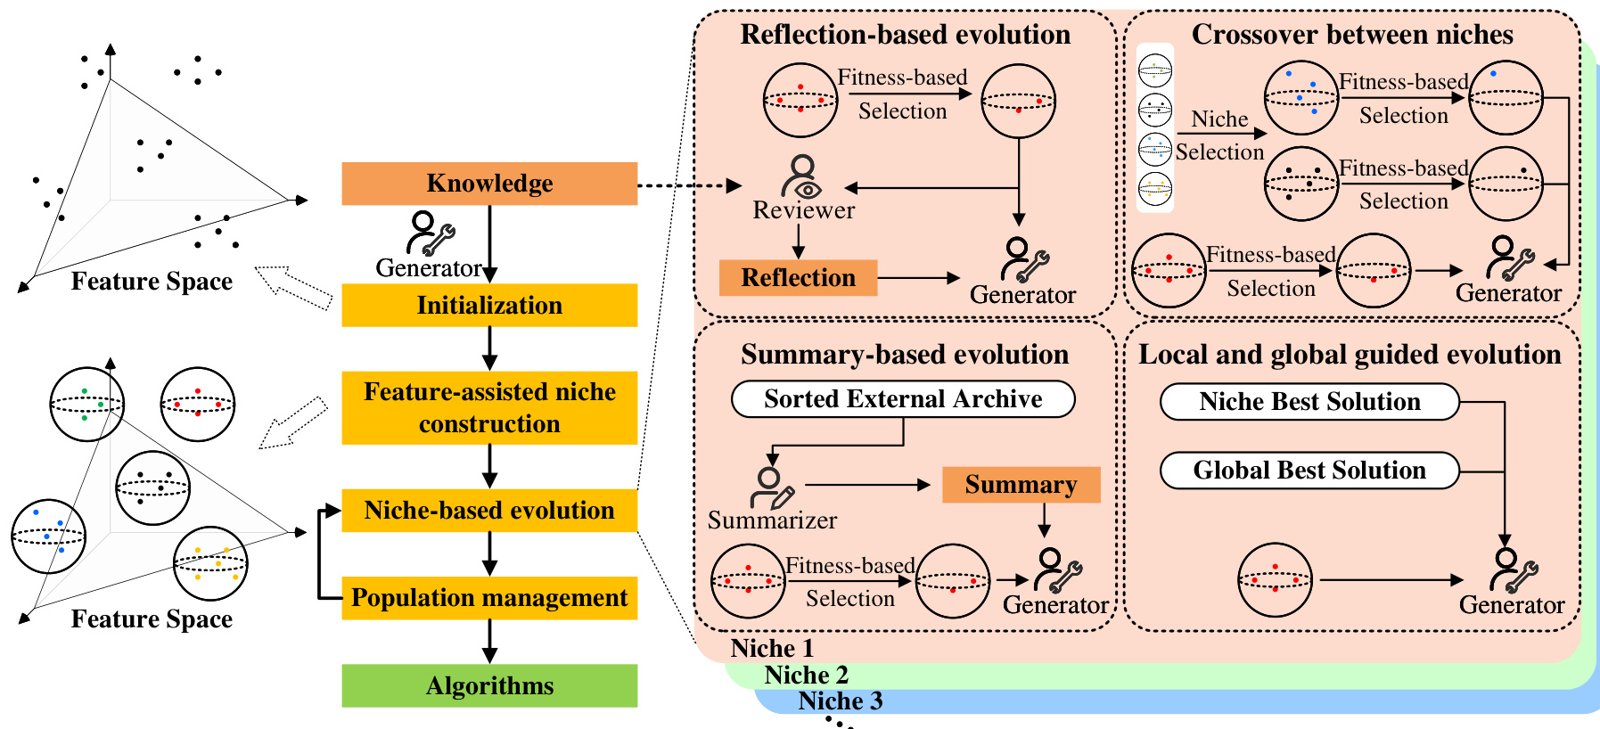 Feature Space
Feature Space
Knowledge
Generator
Initialization
Feature-assisted niche
construction
Niche-based evolution
Population management
Algorithms
Reflection-based evolution
Fitness-based
Selection
Reviewer
Reflection
Generator
Crossover between niches
Niche
Selection
Fitness-based
Selection
Fitness-based
Selection
Fitness-based
Selection
Generator
Summary-based evolution
Sorted External Archive
Summarizer
Summary
Fitness-based
Selection
Generator
Local and global guided evolution
Niche Best Solution
Global Best Solution
Generator
Niche 1
Niche 2
Niche 3